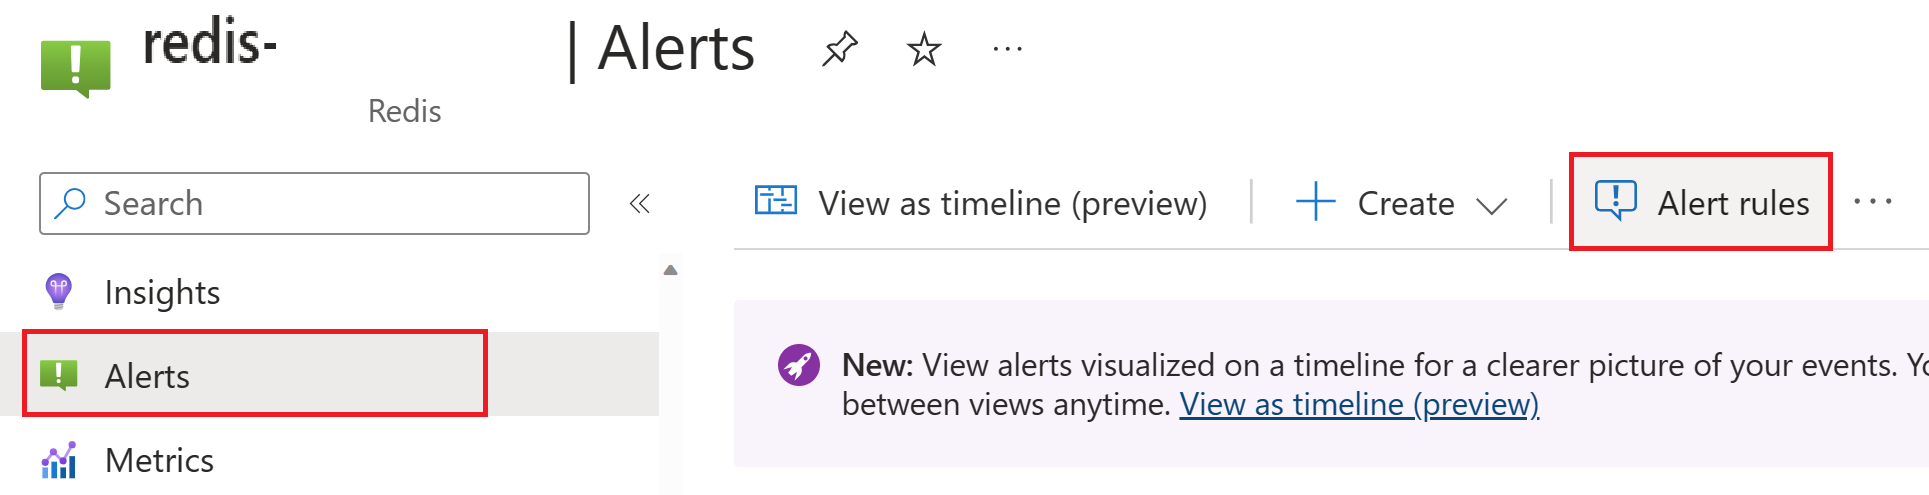 redis- | Alerts
Redis
Search
View as timeline (preview)
Create
Alert rules
Insights
Alerts
Metrics
New: View alerts visualized on a timeline for a clearer picture of your events.
between views anytime. View as timeline (preview)